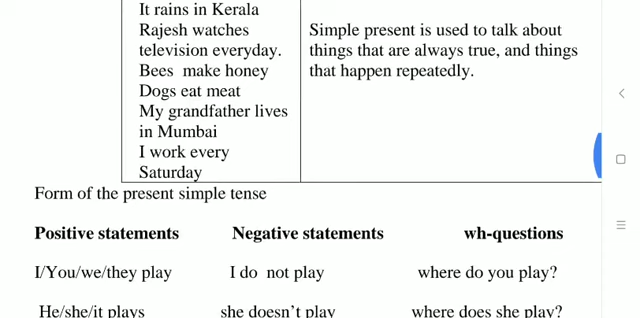 It rains in Kerala
Rajesh watches
television everyday.
Bees make honey
Dogs eat meat
My grandfather lives
in Mumbai
I work every
Saturday
Simple present is used to talk about
things that are always true, and things
that happen repeatedly.
Form of the present simple tense
Positive statements Negative statements wh-questions
I/You/we/they play I do not play where do you play?
He/she/it plays she doesn't play where does she play?